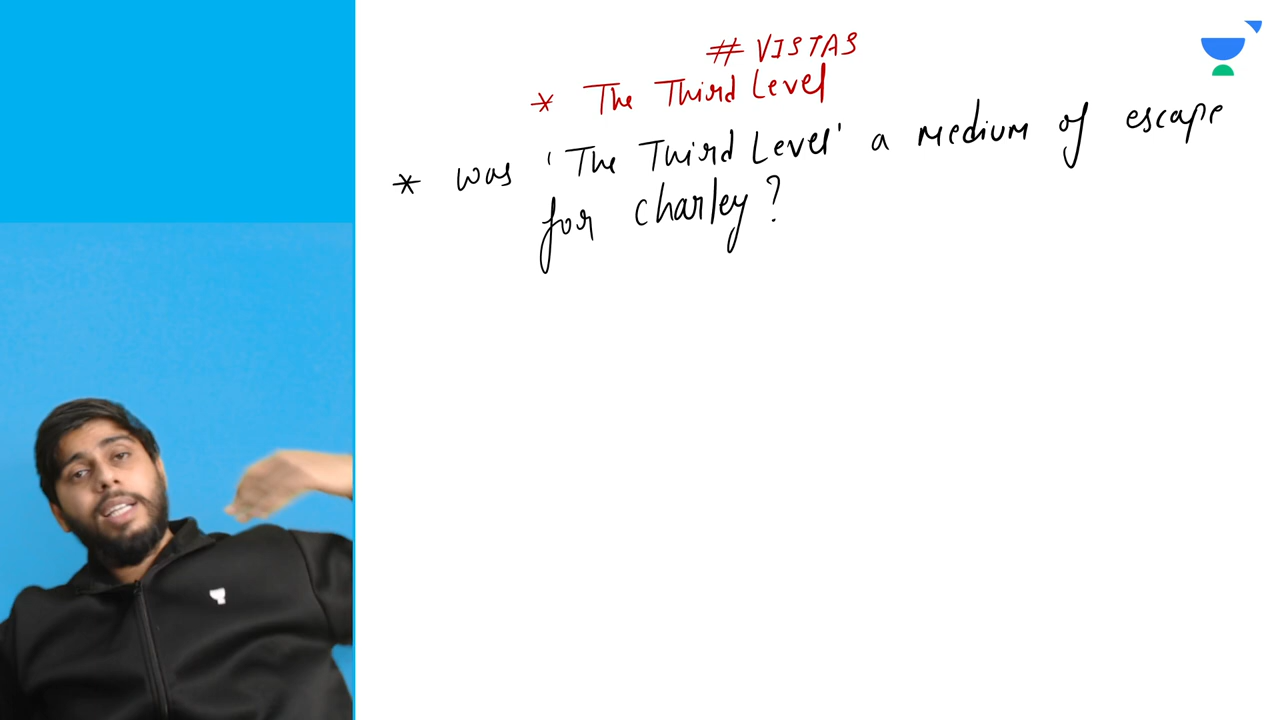 # VISTAS
* The Third Level
* was 'The Third Level' a medium of escape
for charley?